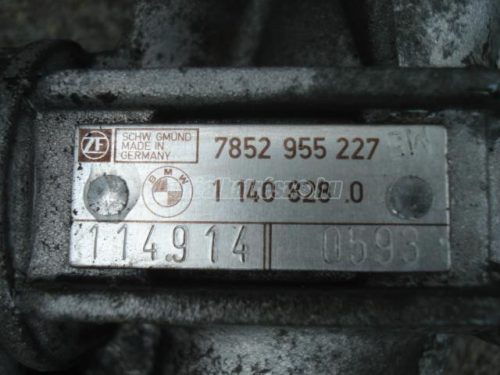 ZF SCHW. GMÜND
MADE IN
GERMANY
7852 955 227
BMW 1 140 828 .0
114914 0593